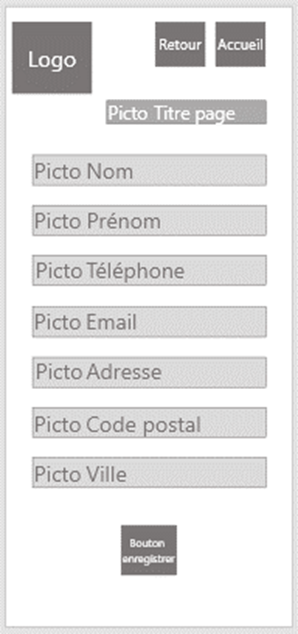 Logo
Retour
Accueil
Picto Titre page
Picto Nom
Picto Prénom
Picto Téléphone
Picto Email
Picto Adresse
Picto Code postal
Picto Ville
Bouton
enregistrer